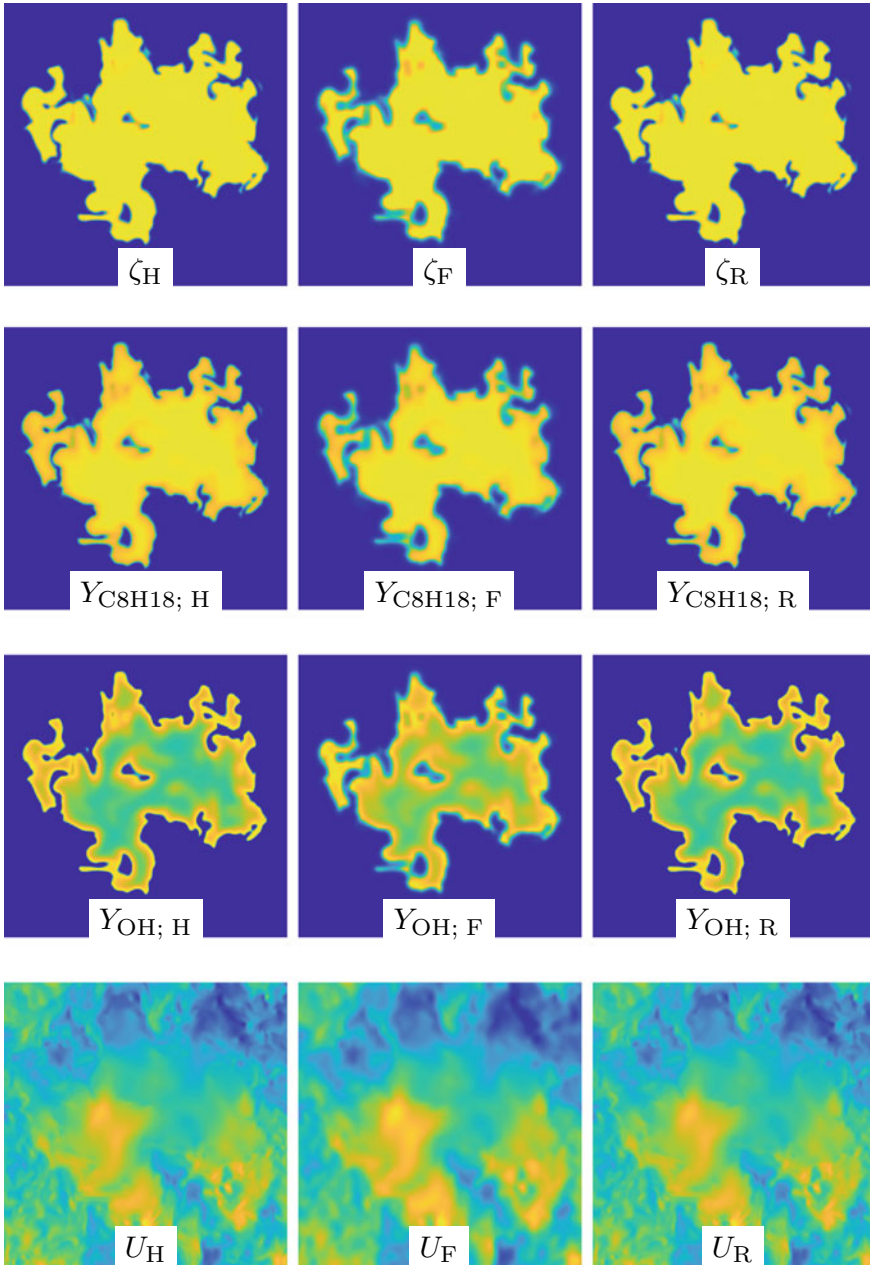 ζH ζF ζR
YC8H18; H YC8H18; F YC8H18; R
YOH; H YOH; F YOH; R
UH UF UR